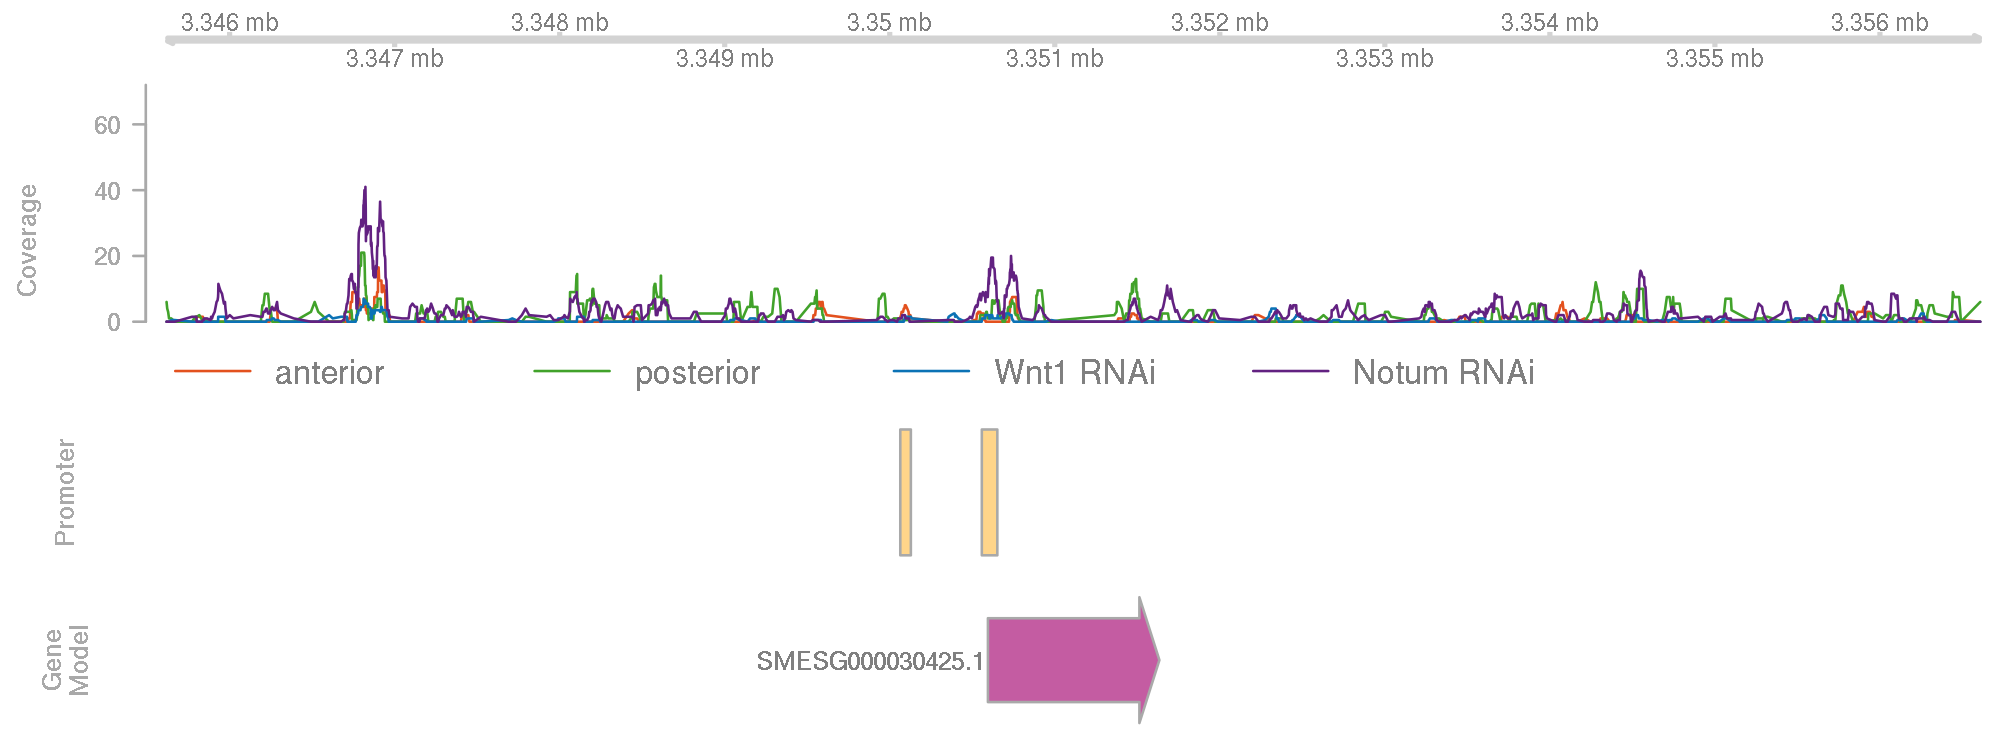 3.346 mb 3.348 mb 3.35 mb 3.352 mb 3.354 mb 3.356 mb
3.347 mb 3.349 mb 3.351 mb 3.353 mb 3.355 mb
Coverage
60
40
20
0
anterior posterior Wnt1 RNAi Notum RNAi
Promoter
Gene
Model
SMESG000030425.1